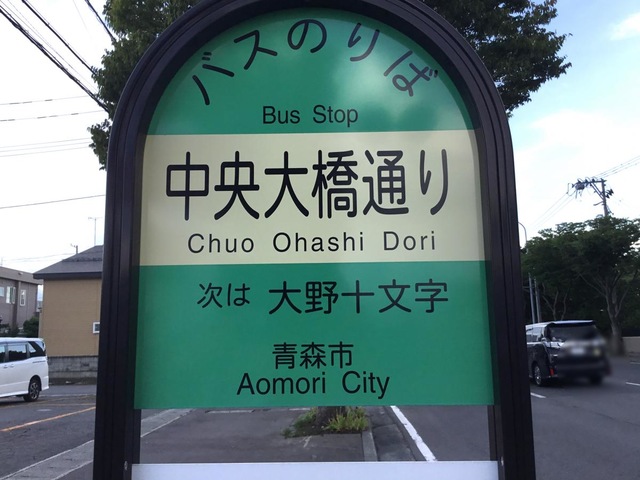 バスのりば
Bus Stop
中央大橋通り
Chuo Ohashi Dori
次は 大野十文字
青森市
Aomori City